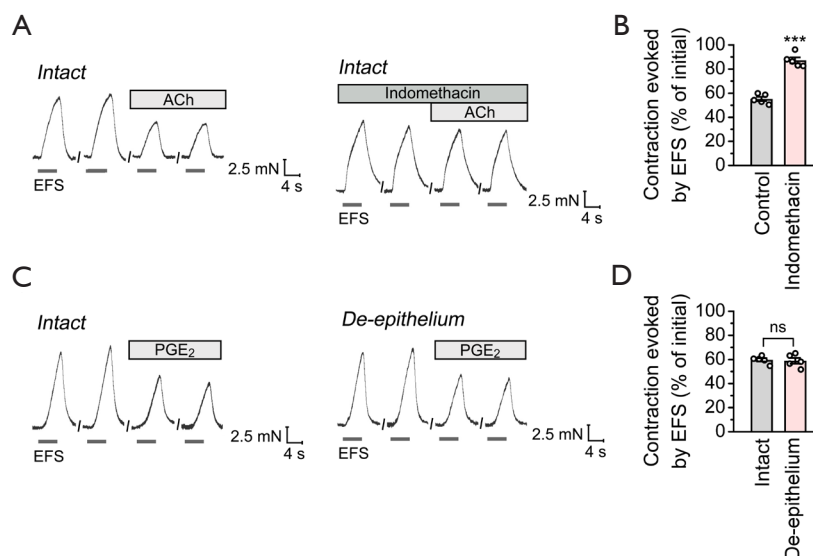 A
Intact
ACh
EFS
2.5 mN
4 s
Intact
Indomethacin
ACh
EFS
2.5 mN
4 s
B
Contraction evoked
by EFS (% of initial)
100
80
60
40
20
0
***
Control
Indomethacin
C
Intact
PGE2
EFS
2.5 mN
4 s
De-epithelium
PGE2
EFS
2.5 mN
4 s
D
Contraction evoked
by EFS (% of initial)
100
80
60
40
20
0
ns
Intact
De-epithelium